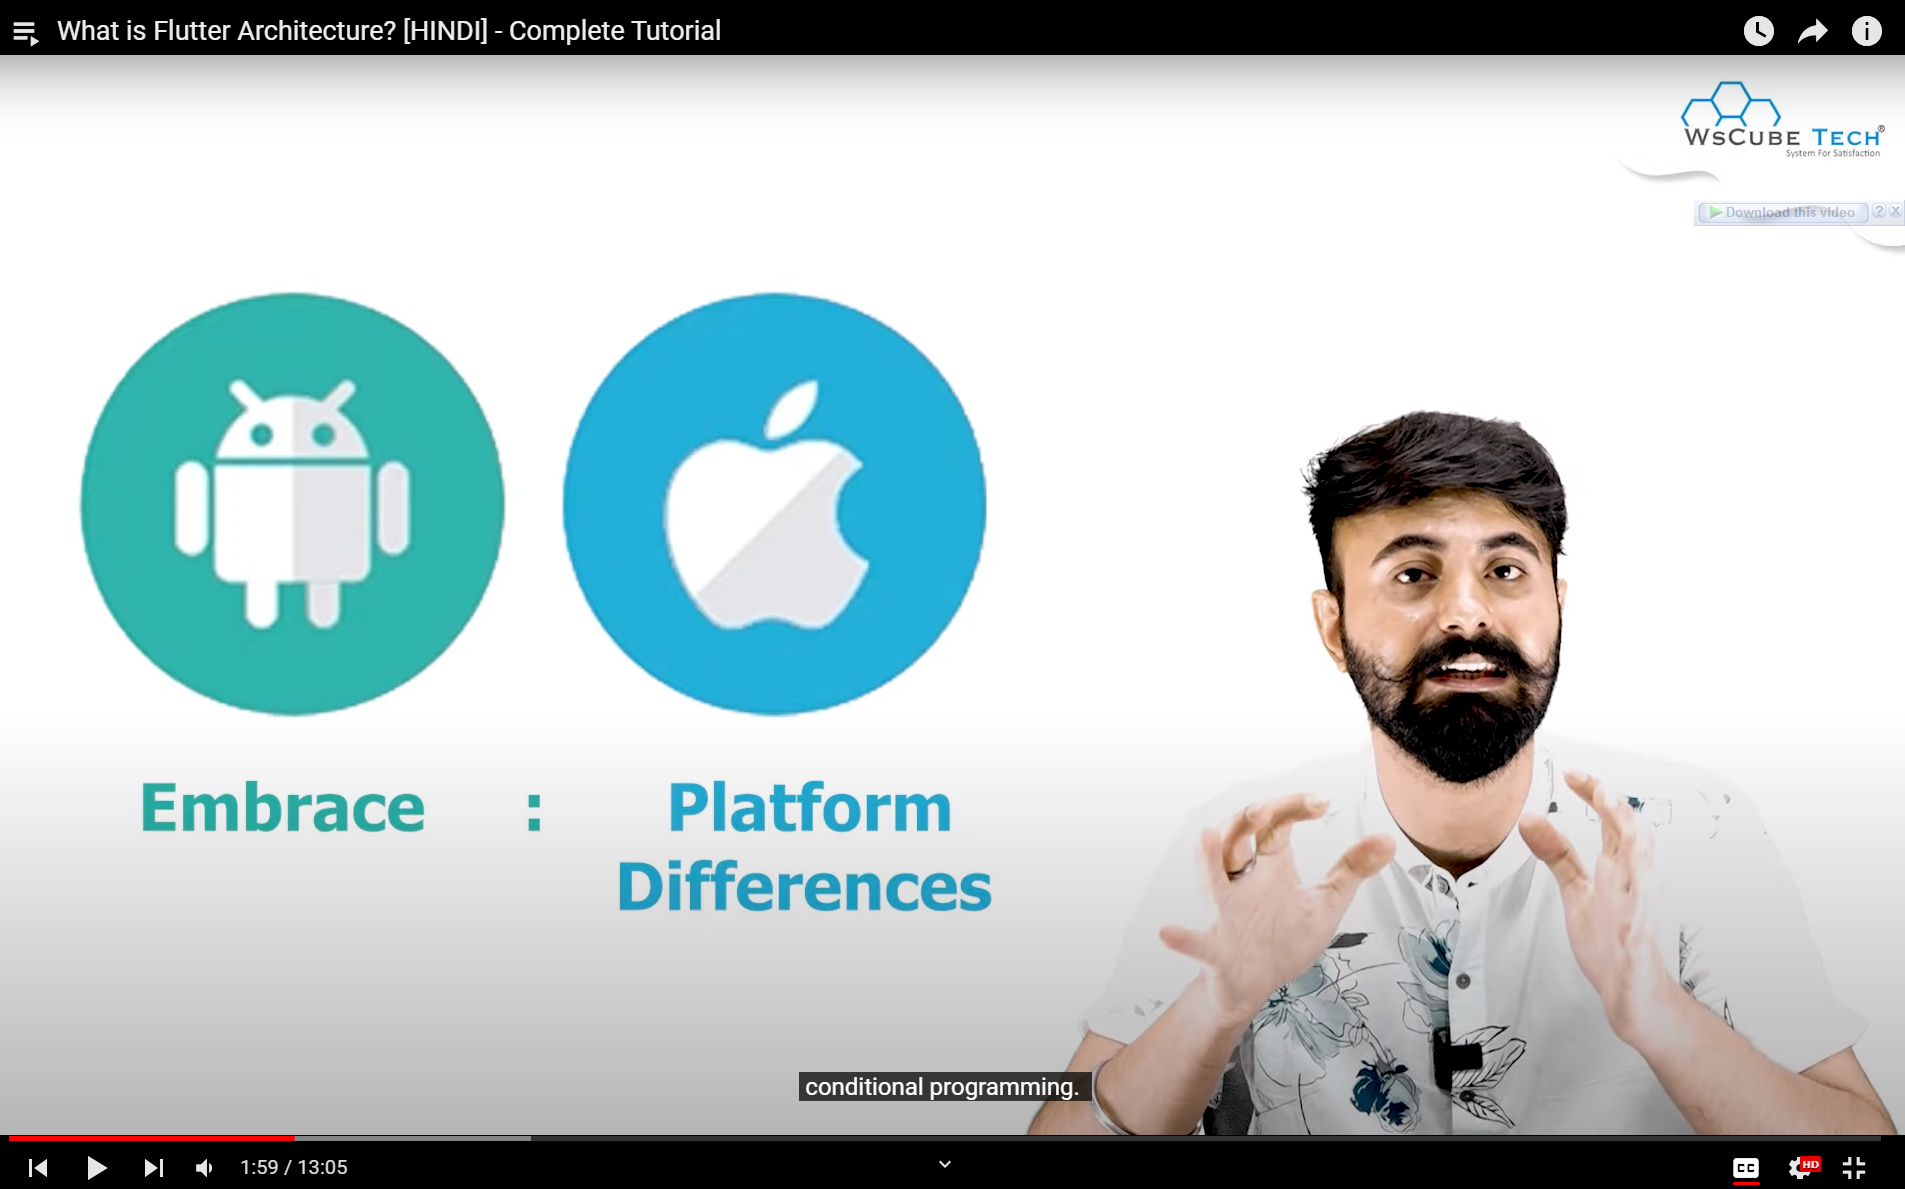 What is Flutter Architecture? [HINDI] - Complete Tutorial
WsCube Tech®
System For Satisfaction
Download this video ? X
Embrace : Platform
Differences
conditional programming.
1:59 / 13:05
CC
HD